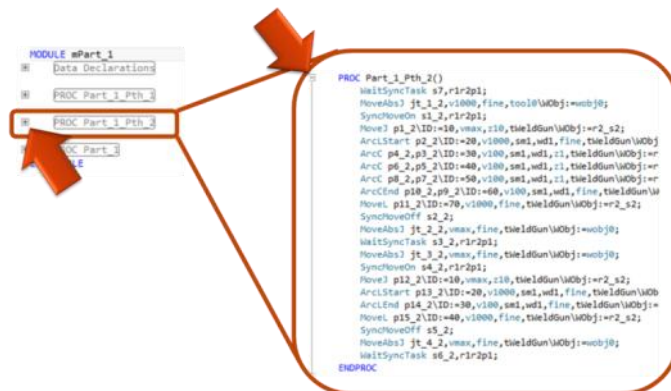 MODULE mPart_1
Data Declarations
PROC Part_1_Pth_1
PROC Part_1_Pth_2
PROC Part_1
PROC Part_1_Pth_2()
WaitSyncTask s7,r1r2p1;
MoveAbsJ jt_1_2,v1000,fine,tool0\WObj:=wobj0;
SyncMoveOn s1_2,r1r2p1;
MoveJ p1_2\ID:=10,vmax,z10,tWeldGun\WObj:=r2_s2;
ArcLStart p2_2\ID:=20,v1000,sm1,wd1,fine,tWeldGun\WObj
ArcC p4_2,p3_2\ID:=30,v100,sm1,wd1,z1,tWeldGun\WObj:=r
ArcC p6_2,p5_2\ID:=40,v100,sm1,wd1,z1,tWeldGun\WObj:=r
ArcC p8_2,p7_2\ID:=50,v100,sm1,wd1,z1,tWeldGun\WObj:=r
ArcCEnd p10_2,p9_2\ID:=60,v100,sm1,wd1,fine,tWeldGun\W
MoveL p11_2\ID:=70,v1000,fine,tWeldGun\WObj:=r2_s2;
SyncMoveOff s2_2;
MoveAbsJ jt_2_2,vmax,fine,tWeldGun\WObj:=wobj0;
WaitSyncTask s3_2,r1r2p1;
MoveAbsJ jt_3_2,vmax,fine,tWeldGun\WObj:=wobj0;
SyncMoveOn s4_2,r1r2p1;
MoveJ p12_2\ID:=10,vmax,z10,tWeldGun\WObj:=r2_s2;
ArcLStart p13_2\ID:=20,v1000,sm1,wd1,fine,tWeldGun\WOb
ArcLEnd p14_2\ID:=30,v100,sm1,wd1,fine,tWeldGun\WObj:=
MoveL p15_2\ID:=40,v1000,fine,tWeldGun\WObj:=r2_s2;
SyncMoveOff s5_2;
MoveAbsJ jt_4_2,vmax,fine,tWeldGun\WObj:=wobj0;
WaitSyncTask s6_2,r1r2p1;
ENDPROC